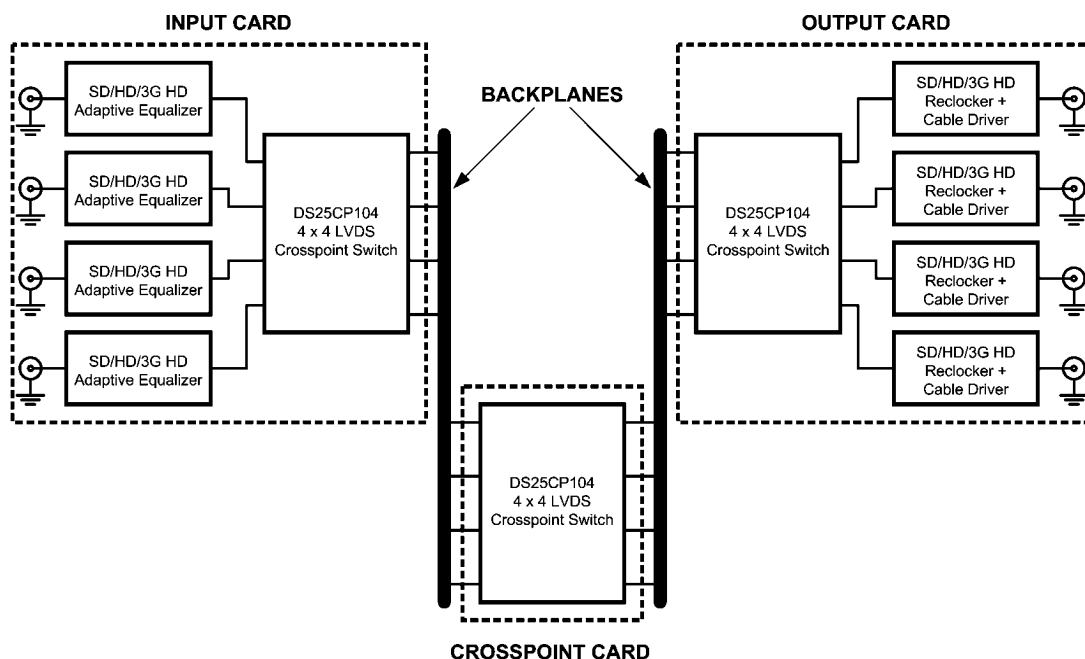 INPUT CARD
SD/HD/3G HD
Adaptive Equalizer
SD/HD/3G HD
Adaptive Equalizer
SD/HD/3G HD
Adaptive Equalizer
SD/HD/3G HD
Adaptive Equalizer
DS25CP104
4 x 4 LVDS
Crosspoint Switch
BACKPLANES
OUTPUT CARD
DS25CP104
4 x 4 LVDS
Crosspoint Switch
SD/HD/3G HD
Reclocker +
Cable Driver
SD/HD/3G HD
Reclocker +
Cable Driver
SD/HD/3G HD
Reclocker +
Cable Driver
SD/HD/3G HD
Reclocker +
Cable Driver
DS25CP104
4 x 4 LVDS
Crosspoint Switch
CROSSPOINT CARD